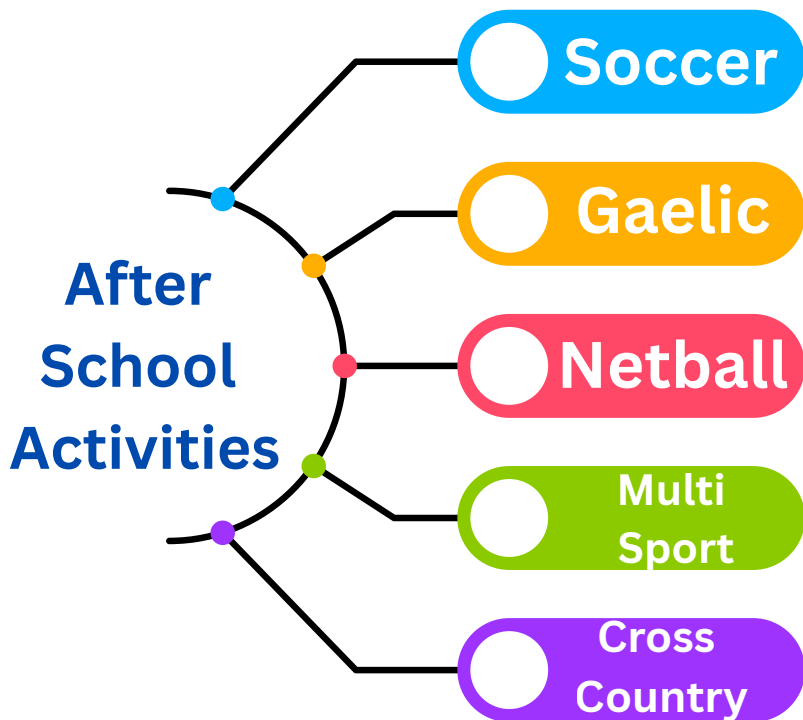 After
School
Activities
Soccer
Gaelic
Netball
Multi
Sport
Cross
Country